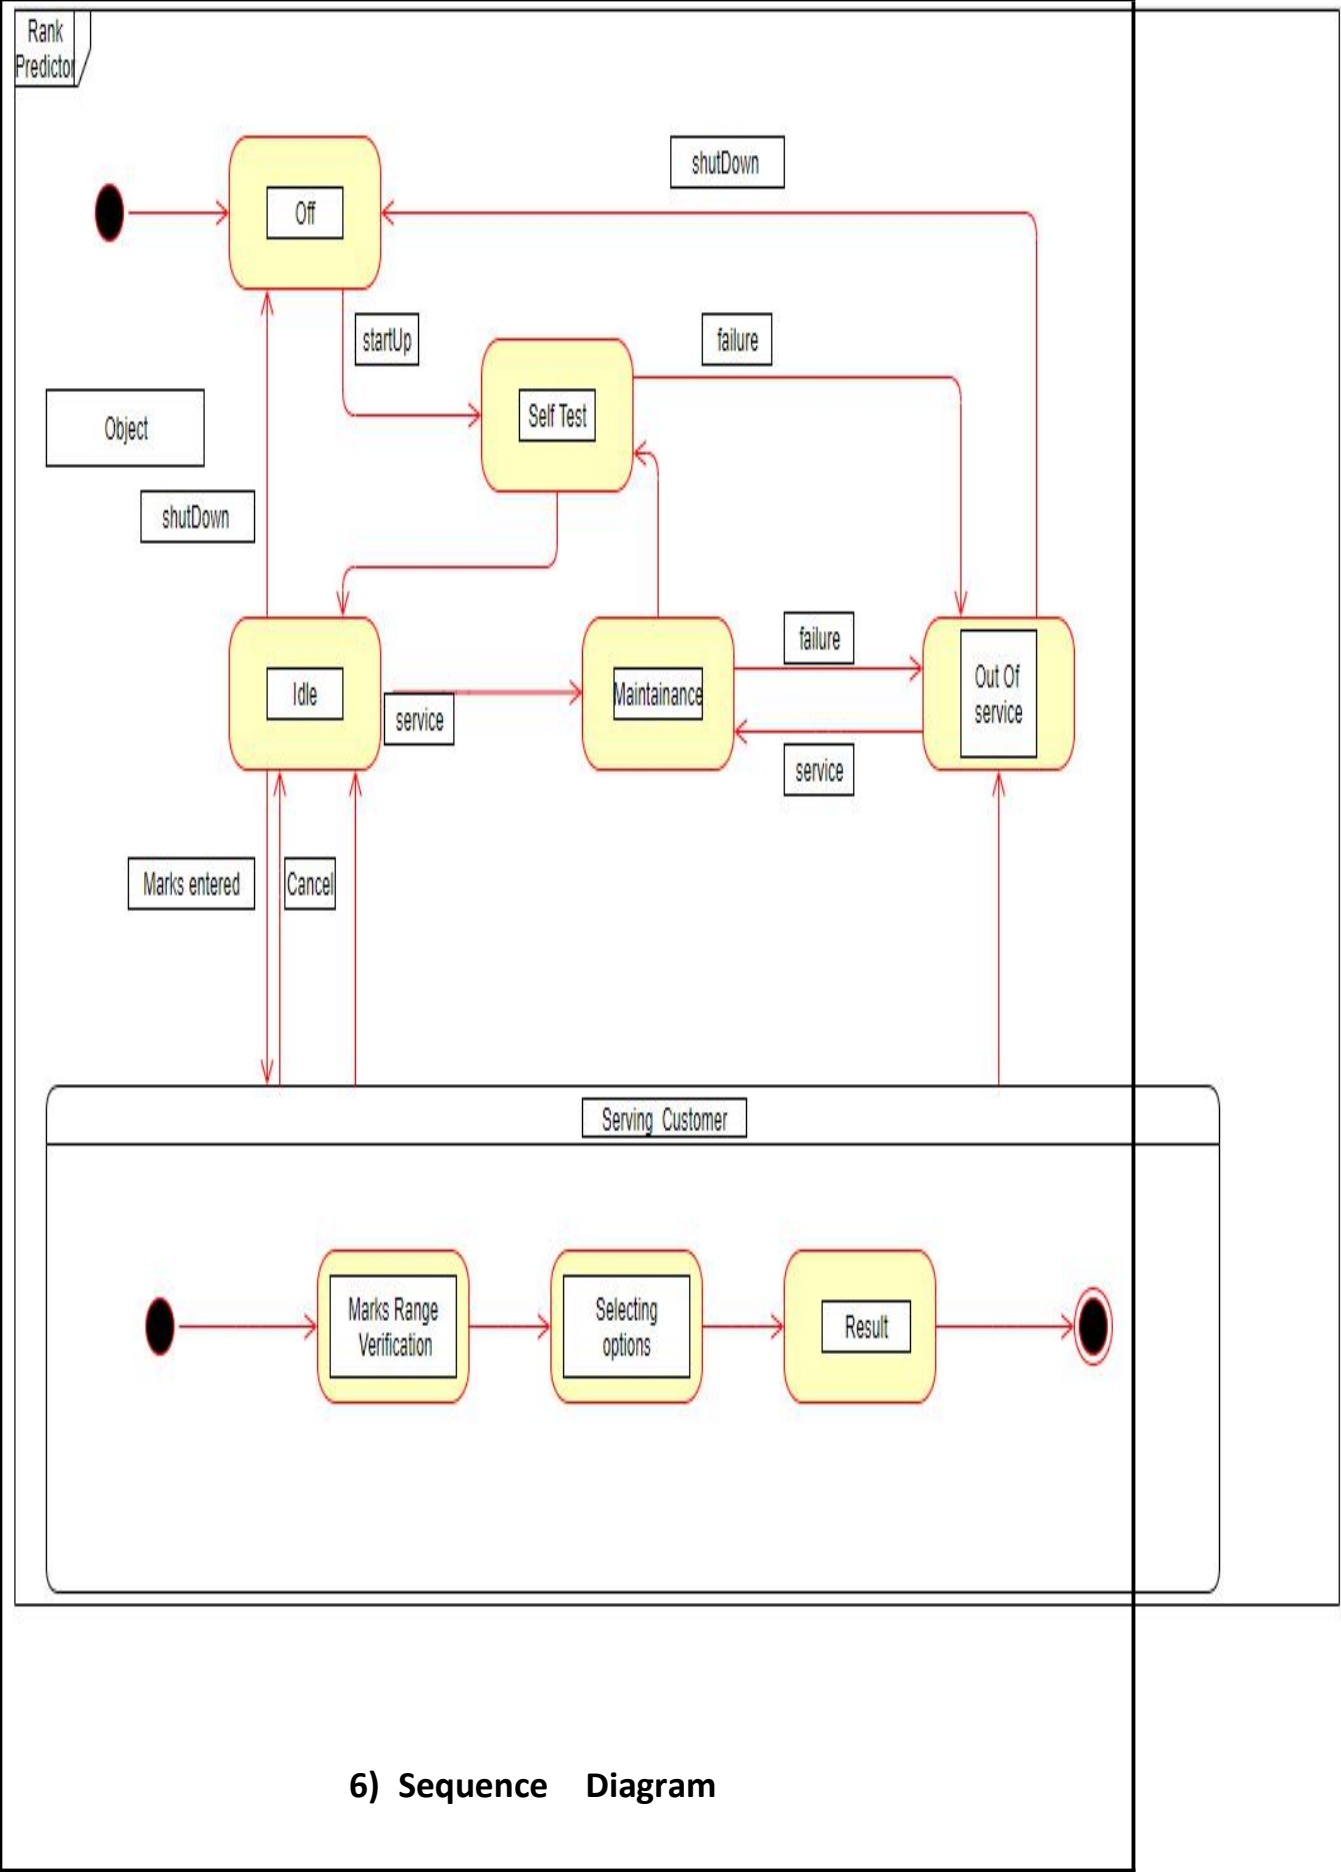 Rank
Predictor
shutDown
Off
startUp
failure
Self Test
Object
shutDown
failure
Out Of
service
Idle
Maintainance
service
service
Marks entered
Cancel
Serving Customer
Marks Range
Verification
Selecting
options
Result
6) Sequence Diagram